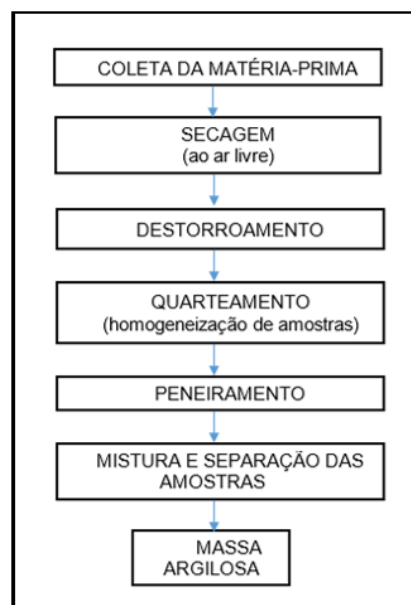 COLETA DA MATÉRIA-PRIMA
SECAGEM
(ao ar livre)
DESTORROAMENTO
QUARTEAMENTO
(homogeneização de amostras)
PENEIRAMENTO
MISTURA E SEPARAÇÃO DAS
AMOSTRAS
MASSA
ARGILOSA